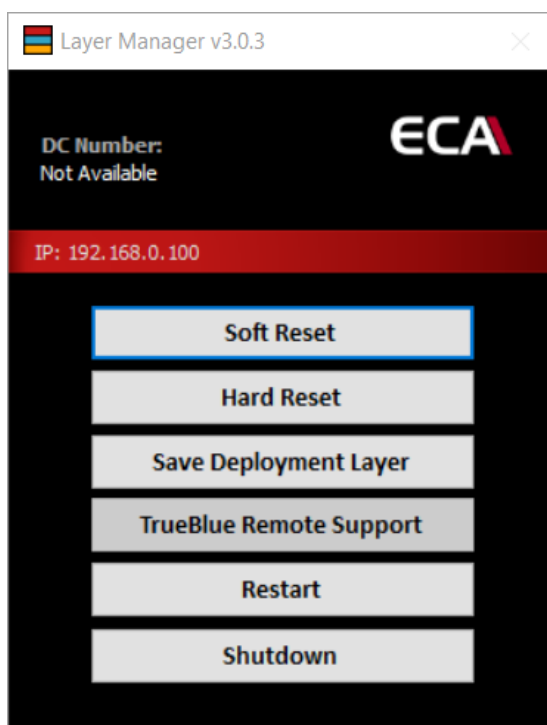 Layer Manager v3.0.3
DC Number:
Not Available
ECA
IP: 192.168.0.100
Soft Reset
Hard Reset
Save Deployment Layer
TrueBlue Remote Support
Restart
Shutdown